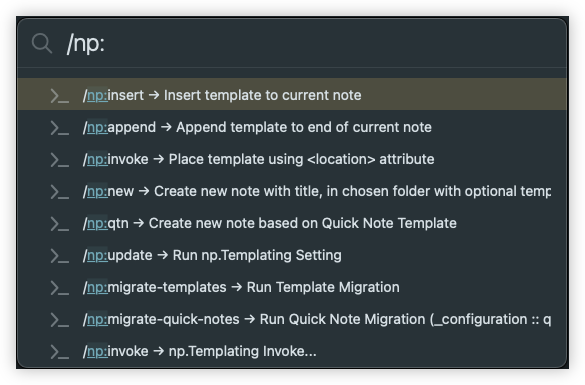 /np:
/np:insert → Insert template to current note
/np:append → Append template to end of current note
/np:invoke → Place template using <location> attribute
/np:new → Create new note with title, in chosen folder with optional temp
/np:qtn → Create new note based on Quick Note Template
/np:update → Run np.Templating Setting
/np:migrate-templates → Run Template Migration
/np:migrate-quick-notes → Run Quick Note Migration (_configuration :: q
/np:invoke → np.Templating Invoke...